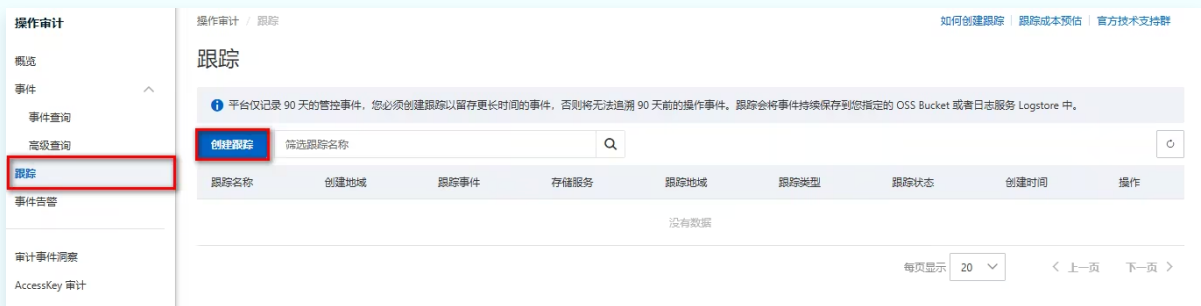 操作审计
概览
事件
事件查询
高级查询
跟踪
事件告警
审计事件洞察
AccessKey 审计
操作审计 / 跟踪
如何创建跟踪 | 跟踪成本预估 | 官方技术支持群
跟踪
平台仅记录 90 天的管控事件，您必须创建跟踪以留存更长时间的事件，否则将无法追溯 90 天前的操作事件。跟踪会将事件持续保存到您指定的 OSS Bucket 或者日志服务 Logstore 中。
创建跟踪 筛选跟踪名称
跟踪名称 创建地域 跟踪事件 存储服务 跟踪地域 跟踪类型 跟踪状态 创建时间 操作
没有数据
每页显示 20 上一页 下一页